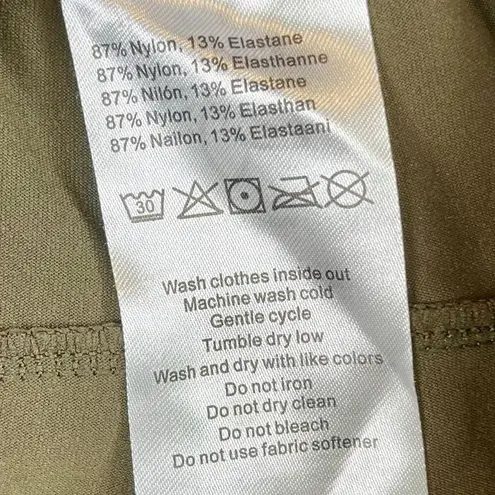 87% Nylon, 13% Elastane
87% Nylon, 13% Elasthanne
87% Nilón, 13% Elastane
87% Nylon, 13% Elasthan
87% Nailon, 13% Elastaani
30
Wash clothes inside out
Machine wash cold
Gentle cycle
Tumble dry low
Wash and dry with like colors
Do not iron
Do not dry clean
Do not bleach
Do not use fabric softener